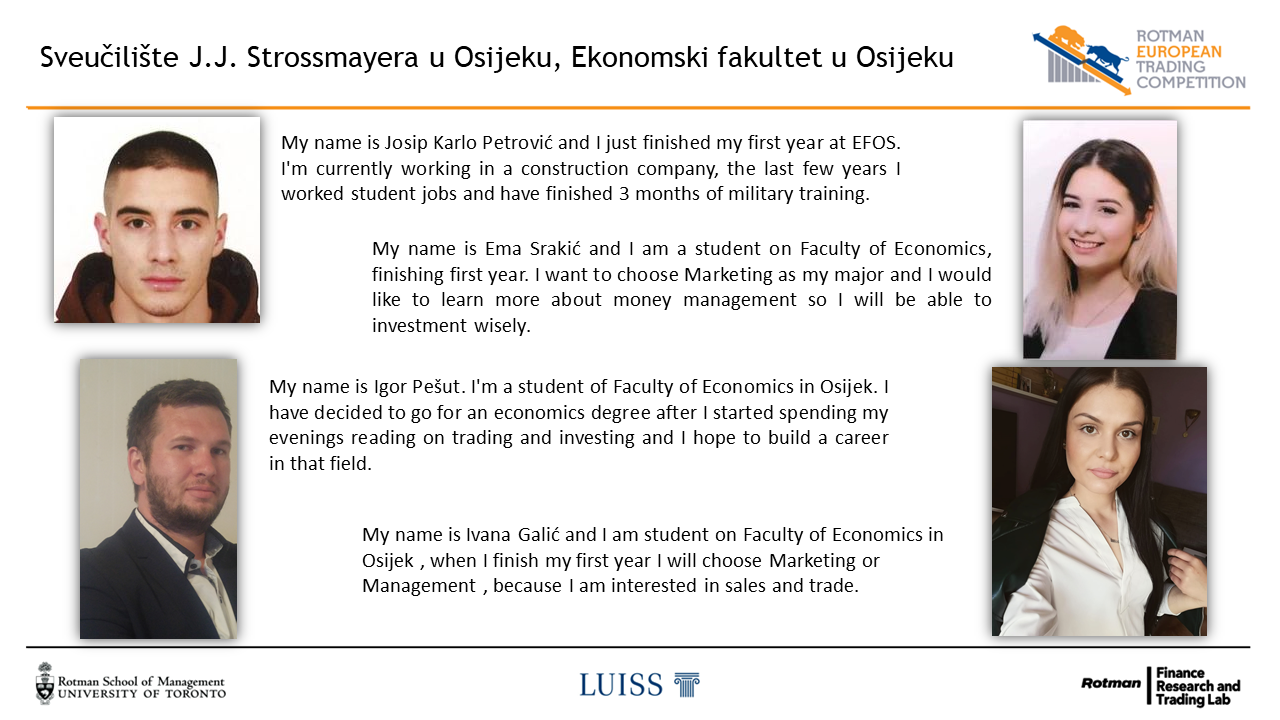 Sveučilište J.J. Strossmayera u Osijeku, Ekonomski fakultet u Osijeku
ROTMAN
EUROPEAN
TRADING
COMPETITION
My name is Josip Karlo Petrović and I just finished my first year at EFOS.
I'm currently working in a construction company, the last few years I
worked student jobs and have finished 3 months of military training.
My name is Ema Srakić and I am a student on Faculty of Economics,
finishing first year. I want to choose Marketing as my major and I would
like to learn more about money management so I will be able to
investment wisely.
My name is Igor Pešut. I'm a student of Faculty of Economics in Osijek. I
have decided to go for an economics degree after I started spending my
evenings reading on trading and investing and I hope to build a career
in that field.
My name is Ivana Galić and I am student on Faculty of Economics in
Osijek , when I finish my first year I will choose Marketing or
Management , because I am interested in sales and trade.
Rotman School of Management
UNIVERSITY OF TORONTO
LUISS
Rotman
Finance
Research and
Trading Lab